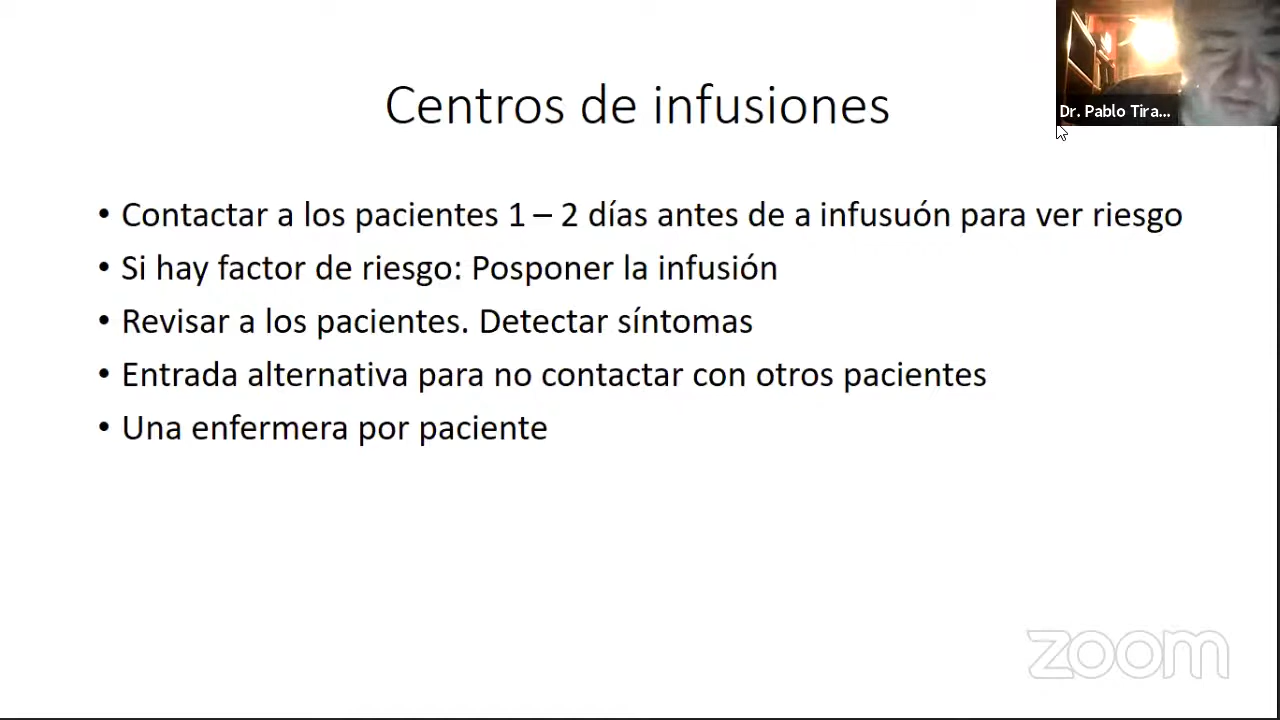 Dr. Pablo Tira...
Centros de infusiones
• Contactar a los pacientes 1 – 2 días antes de a infusuón para ver riesgo
• Si hay factor de riesgo: Posponer la infusión
• Revisar a los pacientes. Detectar síntomas
• Entrada alternativa para no contactar con otros pacientes
• Una enfermera por paciente
zoom